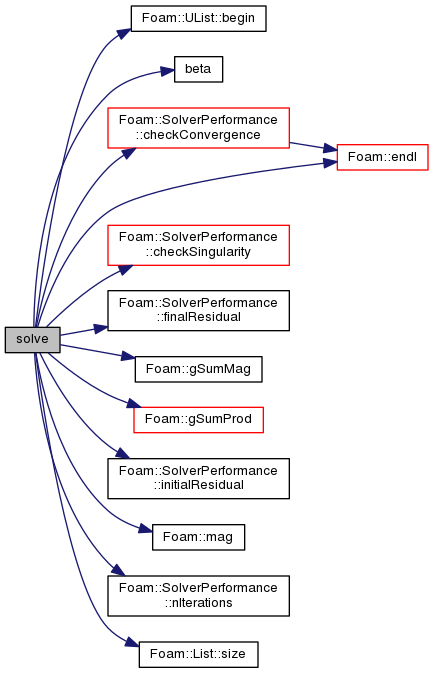 Foam::UList::begin
beta
Foam::SolverPerformance
::checkConvergence
Foam::endl
Foam::SolverPerformance
::checkSingularity
Foam::SolverPerformance
::finalResidual
solve
Foam::gSumMag
Foam::gSumProd
Foam::SolverPerformance
::initialResidual
Foam::mag
Foam::SolverPerformance
::nIterations
Foam::List::size